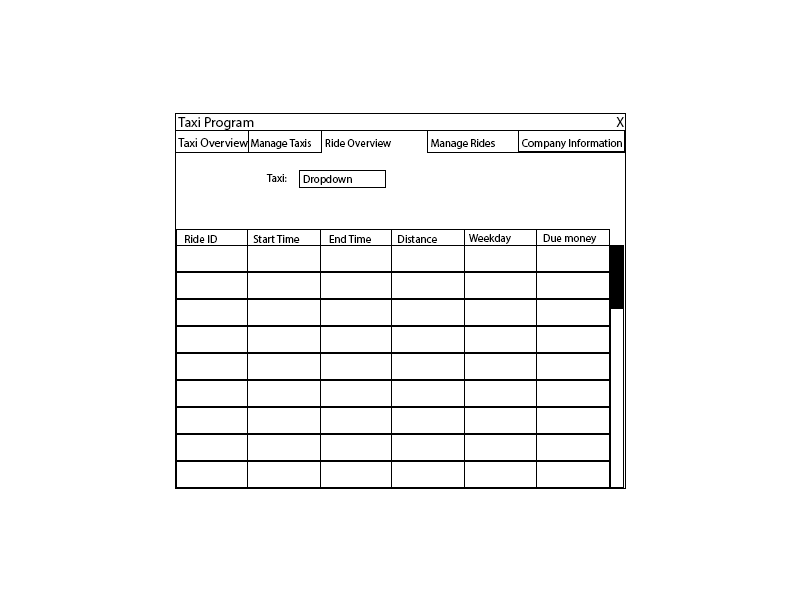 Taxi Program X
Taxi Overview Manage Taxis Ride Overview Manage Rides Company Information
Taxi: Dropdown
Ride ID Start Time End Time Distance Weekday Due money